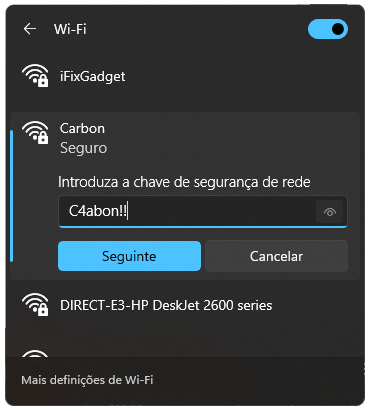 Wi-Fi
iFixGadget
Carbon
Seguro
Introduza a chave de segurança de rede
C4abon!!
Seguinte
Cancelar
DIRECT-E3-HP DeskJet 2600 series
Mais definições de Wi-Fi